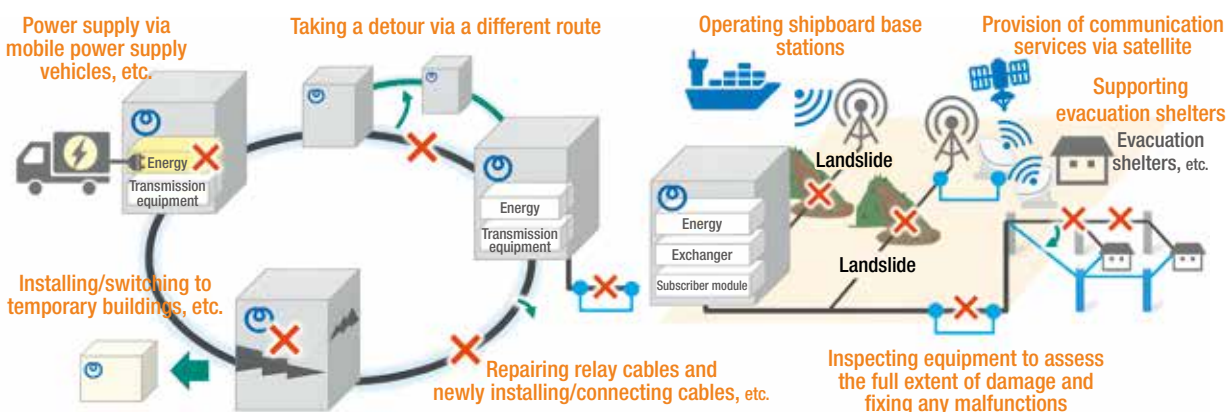 Power supply via
mobile power supply
vehicles, etc.
Taking a detour via a different route
Energy
Transmission
equipment
Energy
Transmission
equipment
Installing/switching to
temporary buildings, etc.
Repairing relay cables and
newly installing/connecting cables, etc.
Operating shipboard base
stations
Provision of communication
services via satellite
Supporting
evacuation shelters
Evacuation
shelters, etc.
Landslide
Landslide
Energy
Exchanger
Subscriber module
Inspecting equipment to assess
the full extent of damage and
fixing any malfunctions